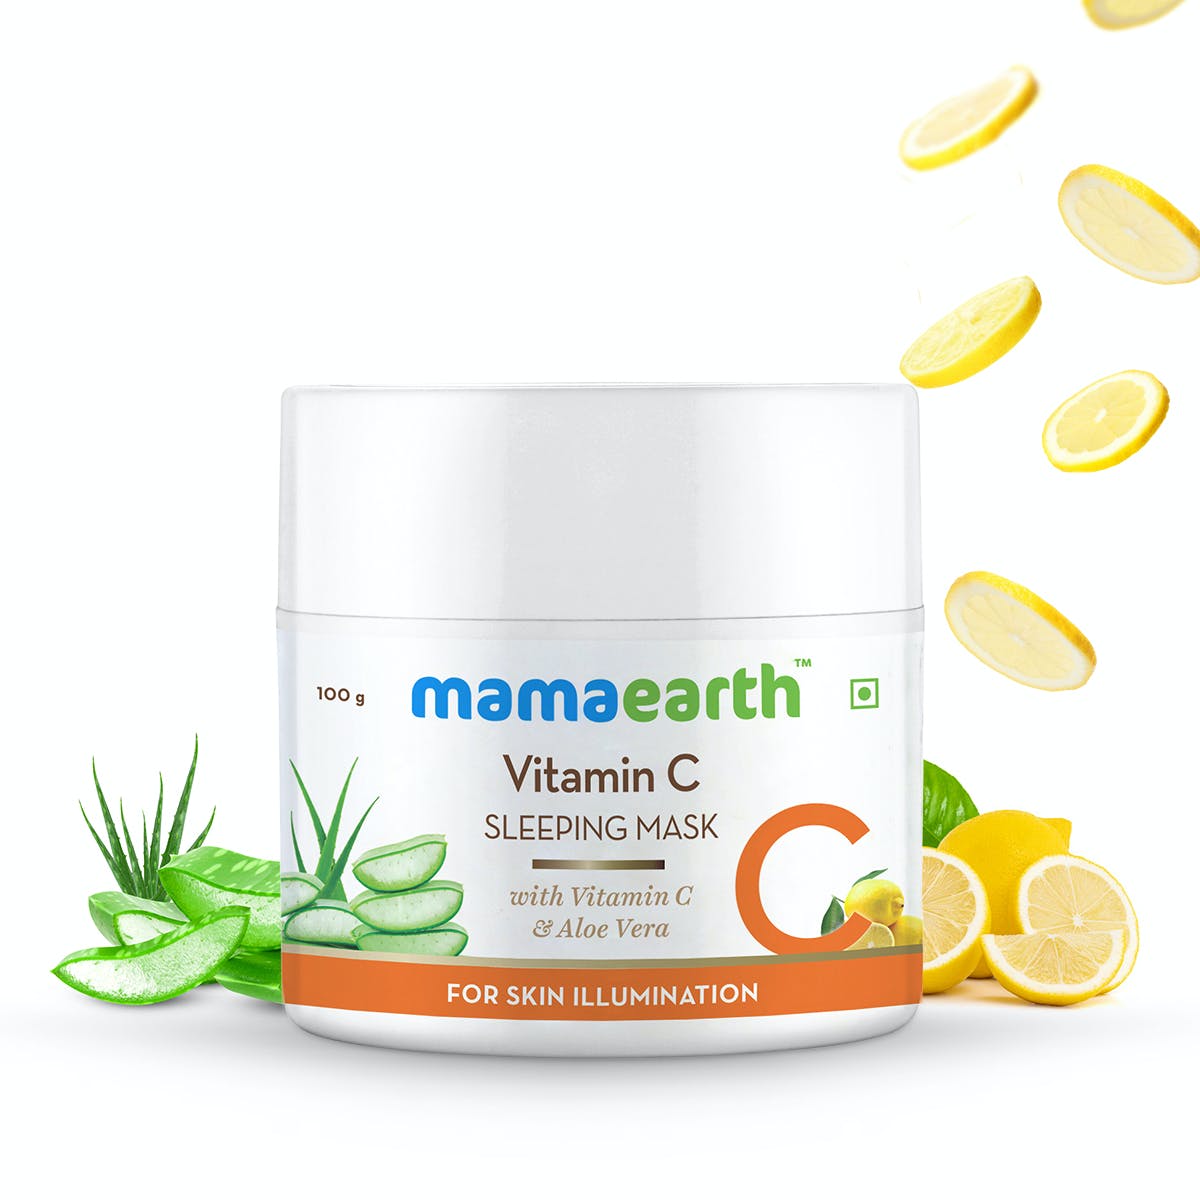 100 g
mamaearth™
Vitamin C
SLEEPING MASK
with Vitamin C
& Aloe Vera
C
FOR SKIN ILLUMINATION